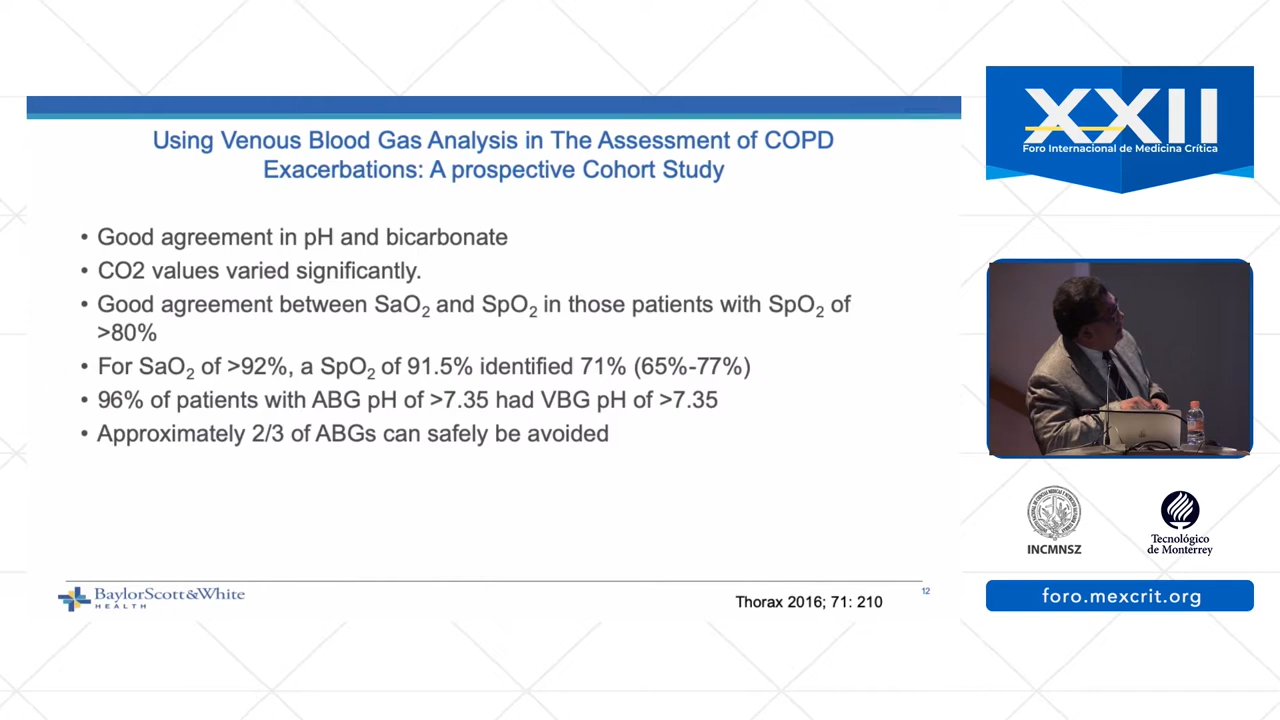 Using Venous Blood Gas Analysis in The Assessment of COPD
Exacerbations: A prospective Cohort Study
• Good agreement in pH and bicarbonate
• CO2 values varied significantly.
• Good agreement between SaO₂ and SpO₂ in those patients with SpO₂ of
>80%
• For SaO₂ of >92%, a SpO₂ of 91.5% identified 71% (65%-77%)
• 96% of patients with ABG pH of >7.35 had VBG pH of >7.35
• Approximately 2/3 of ABGs can safely be avoided
BaylorScott&White
HEALTH
Thorax 2016; 71: 210
12
XXII
Foro Internacional de Medicina Crítica
INCMNSZ
Tecnológico
de Monterrey
foro.mexcrit.org